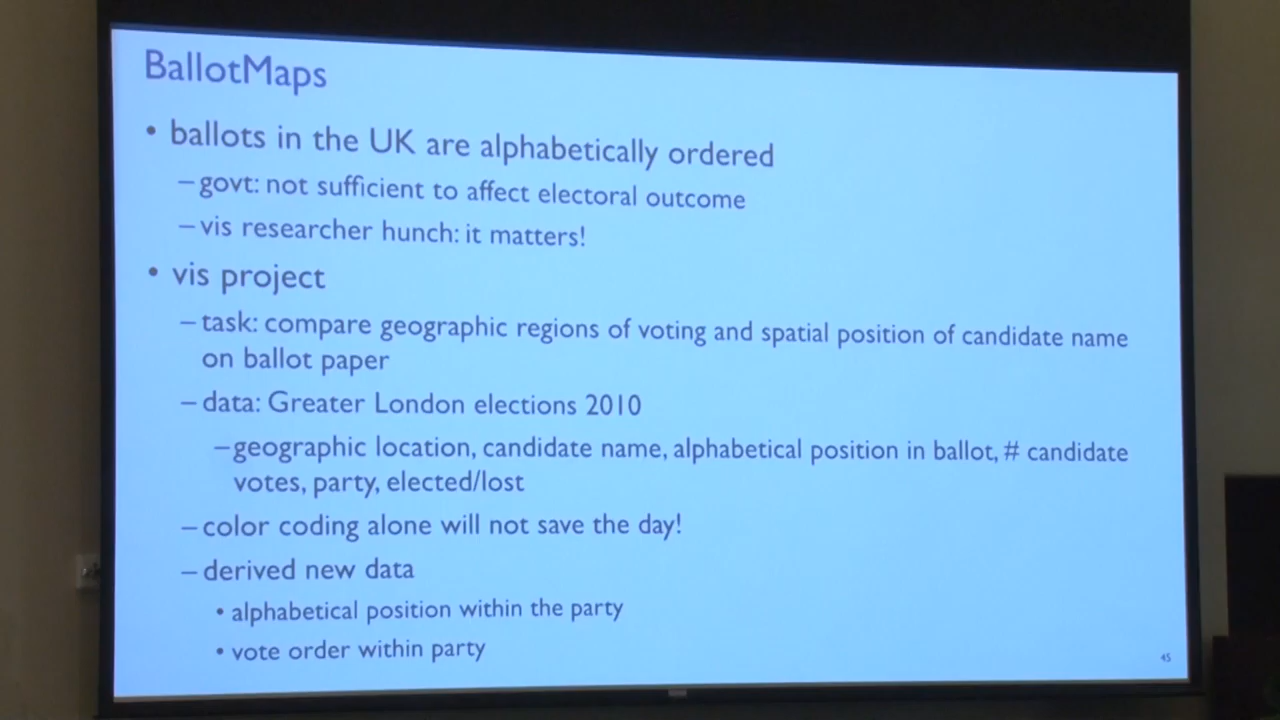 BallotMaps
• ballots in the UK are alphabetically ordered
– govt: not sufficient to affect electoral outcome
– vis researcher hunch: it matters!
• vis project
– task: compare geographic regions of voting and spatial position of candidate name
on ballot paper
– data: Greater London elections 2010
– geographic location, candidate name, alphabetical position in ballot, # candidate
votes, party, elected/lost
– color coding alone will not save the day!
– derived new data
• alphabetical position within the party
• vote order within party
45